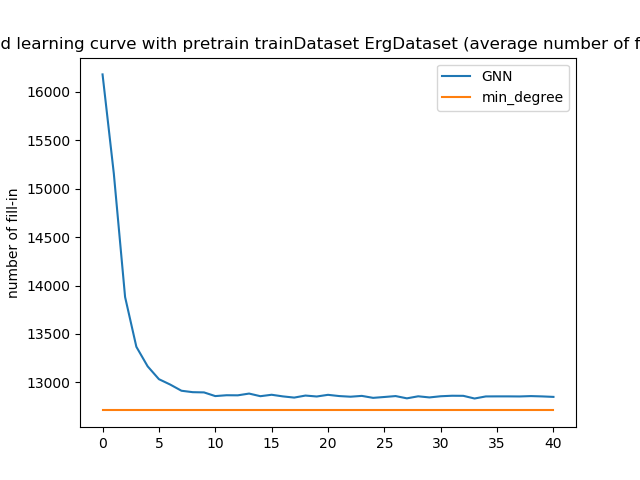 d learning curve with pretrain trainDataset ErgDataset (average number of f
GNN
min_degree
number of fill-in
16000
15500
15000
14500
14000
13500
13000
0 5 10 15 20 25 30 35 40